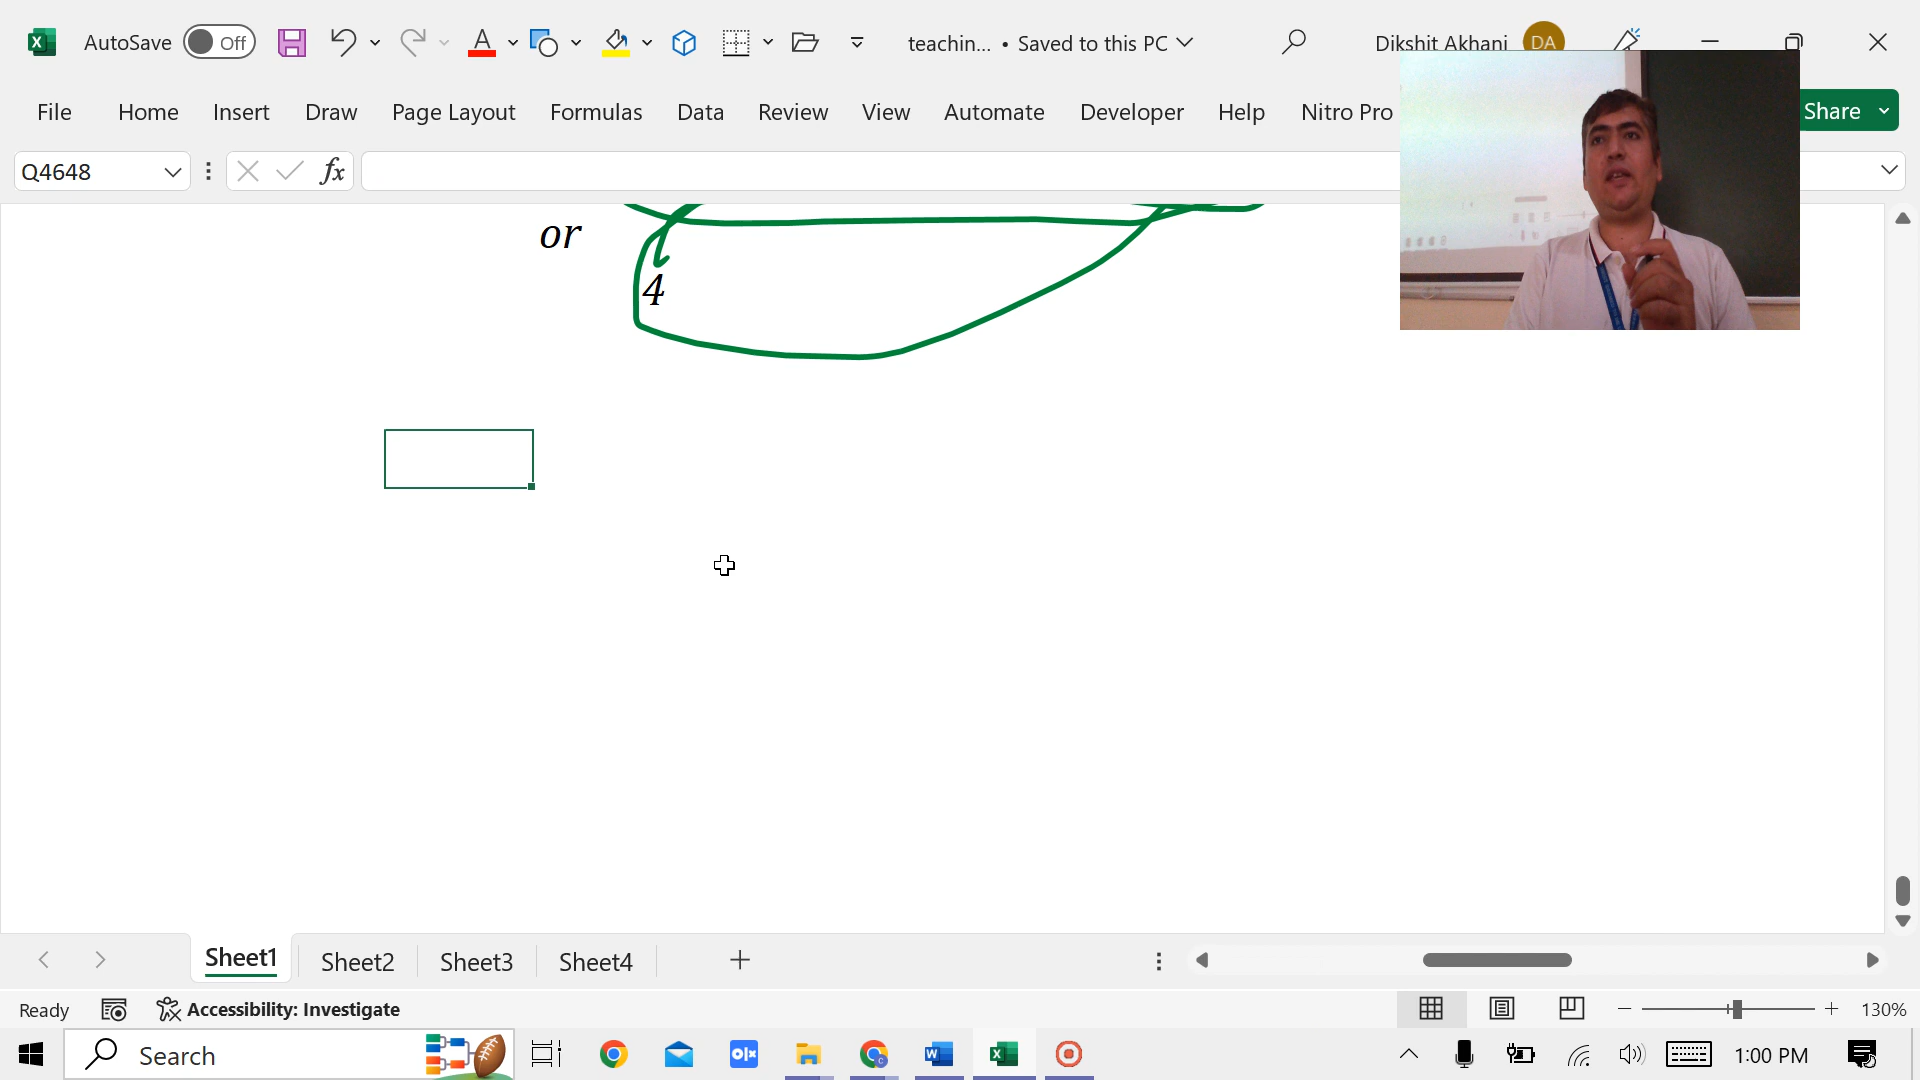 AutoSave Off teachin... • Saved to this PC Dikshit Akhani DA
File Home Insert Draw Page Layout Formulas Data Review View Automate Developer Help Nitro Pro Share
Q4648 fx
or
4
Sheet1 Sheet2 Sheet3 Sheet4
Ready Accessibility: Investigate 130%
Search 1:00 PM